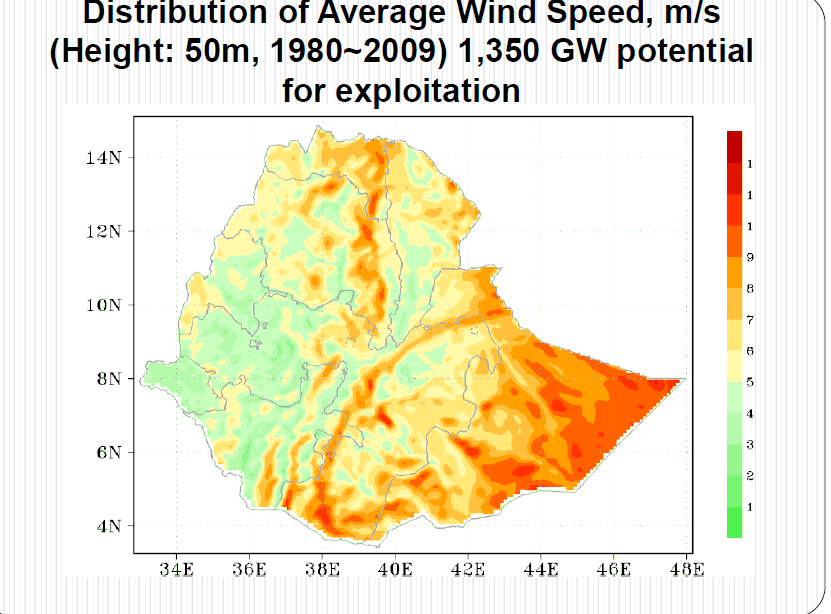 Distribution of Average Wind Speed, m/s
(Height: 50m, 1980~2009) 1,350 GW potential
for exploitation
14N
12N
10N
8N
6N
4N
34E 36E 38E 40E 42E 44E 46E 48E
1
1
1
9
8
7
6
5
4
3
2
1